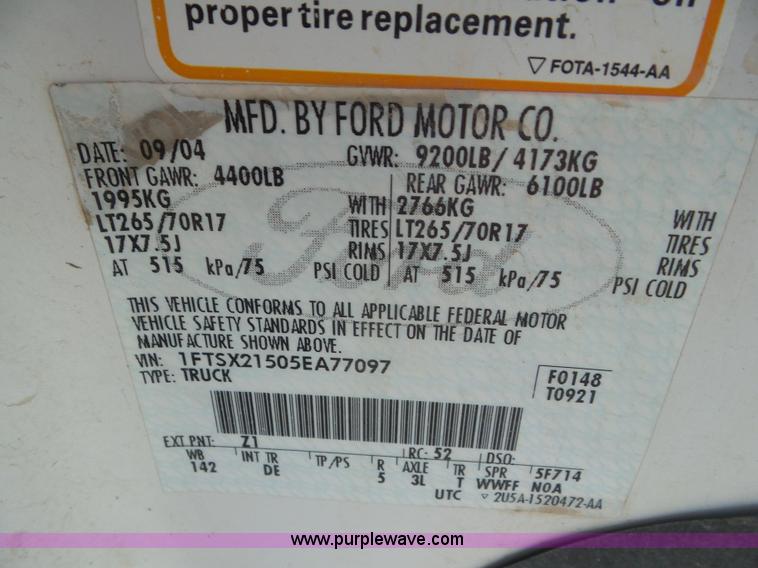 on
proper tire replacement.
▽ F0TA-1544-AA
MFD. BY FORD MOTOR CO.
DATE: 09/04 GVWR: 9200LB/ 4173KG
FRONT GAWR: 4400LB REAR GAWR: 6100LB
1995KG WITH 2766KG WITH
LT265/70R17 TIRES LT265/70R17 TIRES
17X7.5J RIMS 17X7.5J RIMS
AT 515 kPa/75 PSI COLD AT 515 kPa/75 PSI COLD
Ford
THIS VEHICLE CONFORMS TO ALL APPLICABLE FEDERAL MOTOR
VEHICLE SAFETY STANDARDS IN EFFECT ON THE DATE OF
MANUFACTURE SHOWN ABOVE.
VIN: 1FTSX21505EA77097
TYPE: TRUCK
F0148
T0921
EXT PNT: Z1 RC: 52 DSO:
WB INT TR TP/PS R AXLE TR SPR 5F714
142 DE 5 3L T WWFF N0A
UTC ▽ 2U5A-1520472-AA
www.purplewave.com